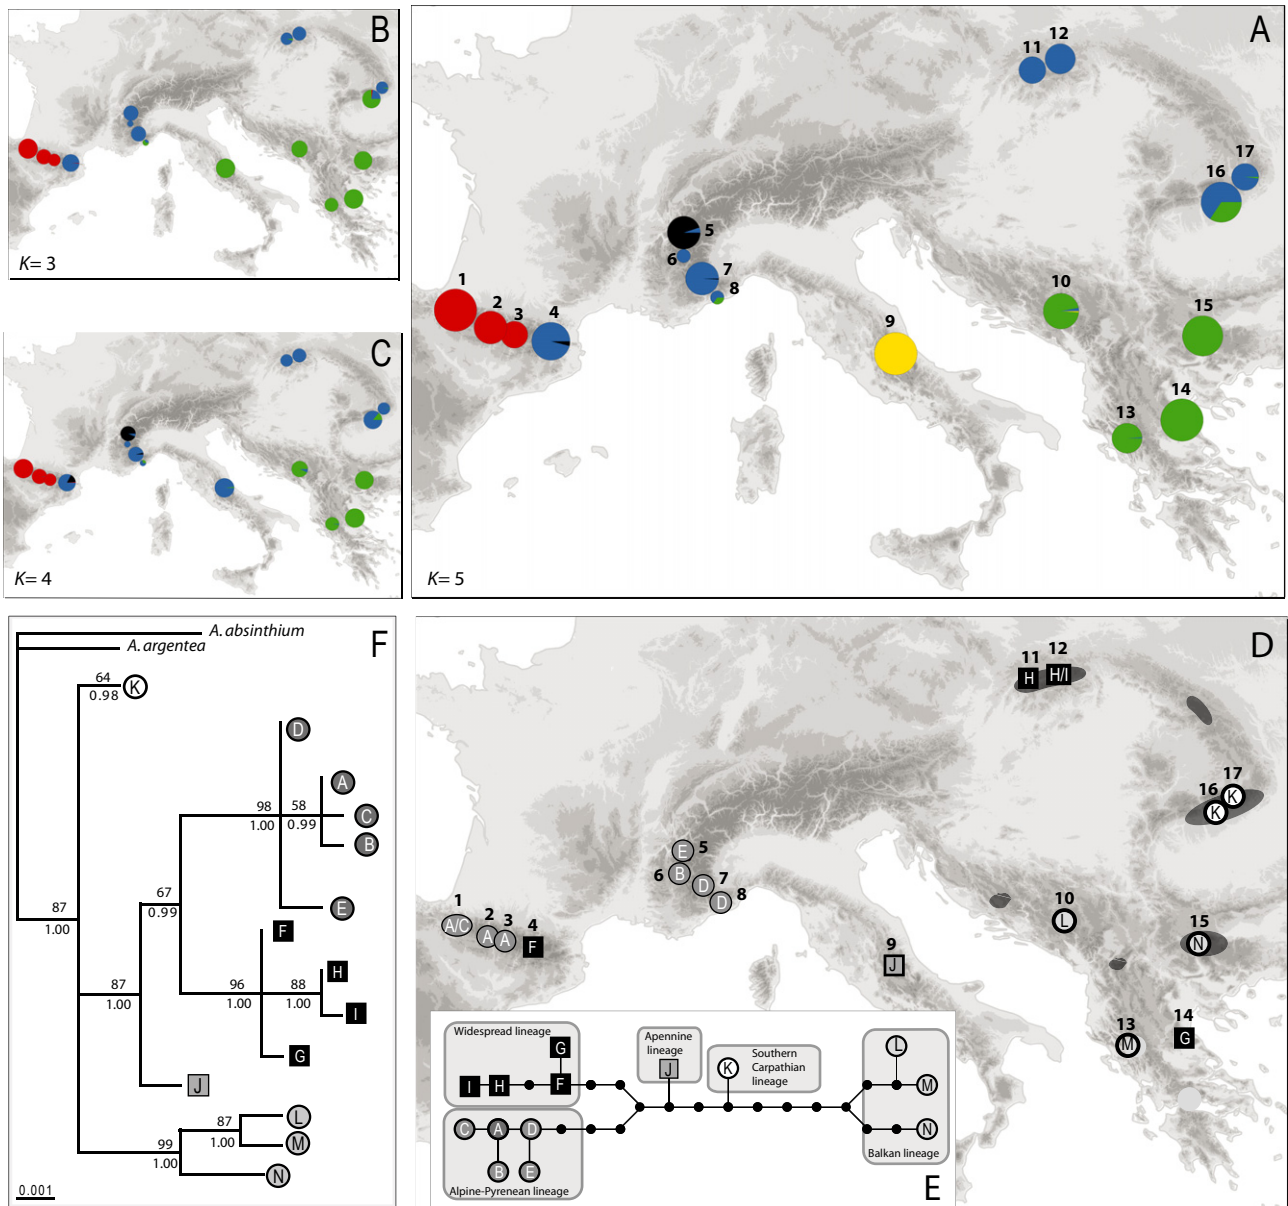 B
K= 3
A
1
2
3
4
5
6
7
8
9
10
11
12
13
14
15
16
17
K= 5
C
K= 4
F
A. absinthium
A. argentea
64
0.98
K
D
A
98
58
1.00
0.99
C
B
67
0.99
E
87
1.00
F
H
87
96
88
1.00
1.00
1.00
I
G
J
L
87
99
1.00
M
1.00
N
0.001
D
11
12
H
H/I
17
16
K
K
5
E
6
B
7
D
8
D
1
A/C
2
3
4
A
A
F
9
J
10
L
15
N
13
M
14
G
Widespread lineage
G
I
H
F
Apennine
lineage
J
Southern
Carpathian
lineage
K
L
M
N
Balkan lineage
C
A
D
B
E
Alpine-Pyrenean lineage
E